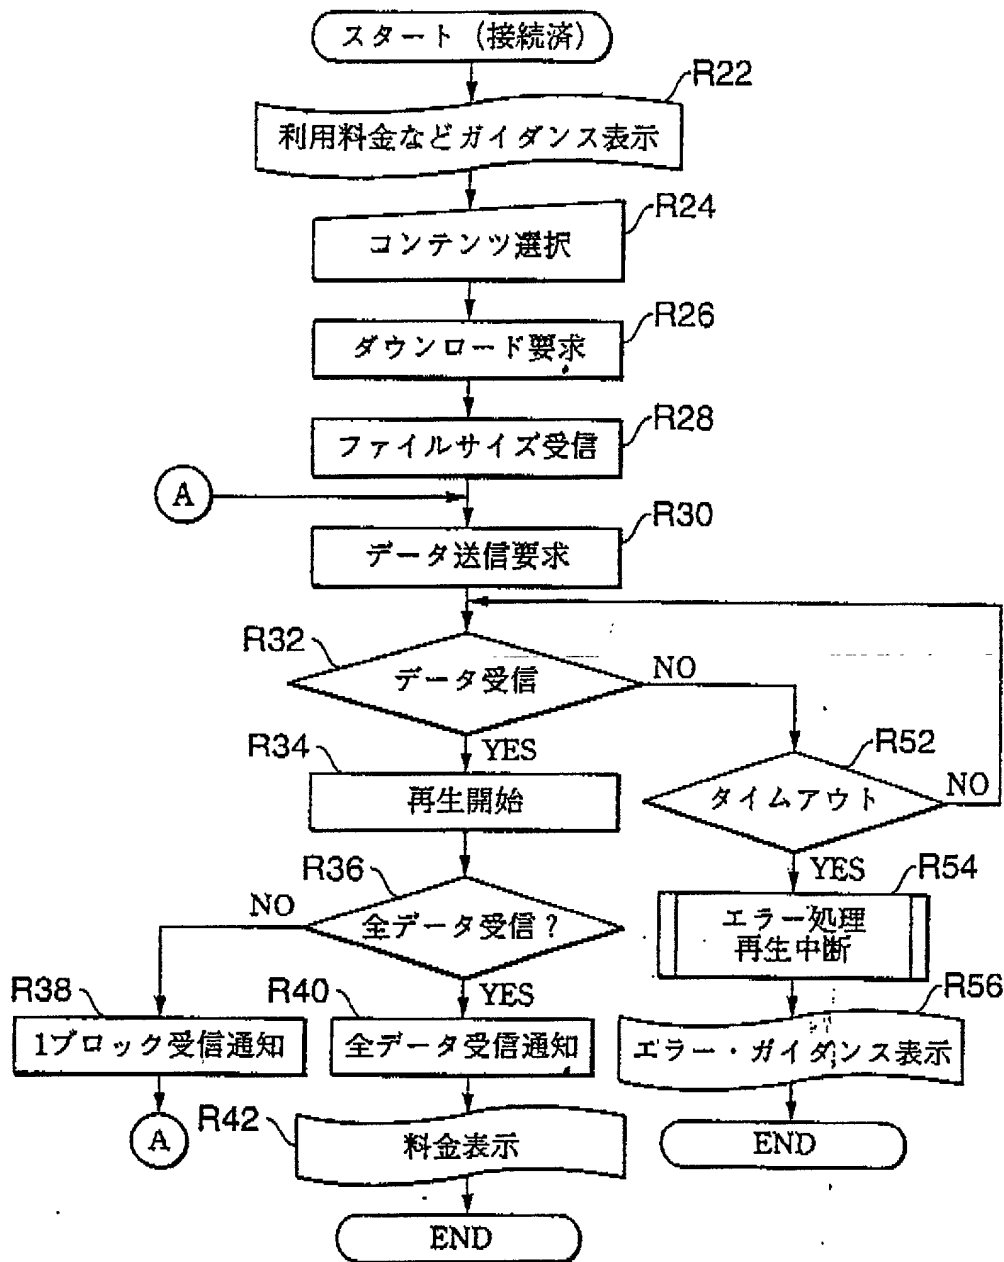 スタート (接続済)
R22
利用料金などガイダンス表示
R24
コンテンツ選択
R26
ダウンロード要求
R28
ファイルサイズ受信
A
R30
データ送信要求
R32
データ受信
NO
YES
R34
再生開始
R52
タイムアウト
NO
YES
R36
全データ受信?
NO
YES
R54
エラー処理
再生中断
R38
1ブロック受信通知
A
R40
全データ受信通知
R56
エラー・ガイダンス表示
END
R42
料金表示
END